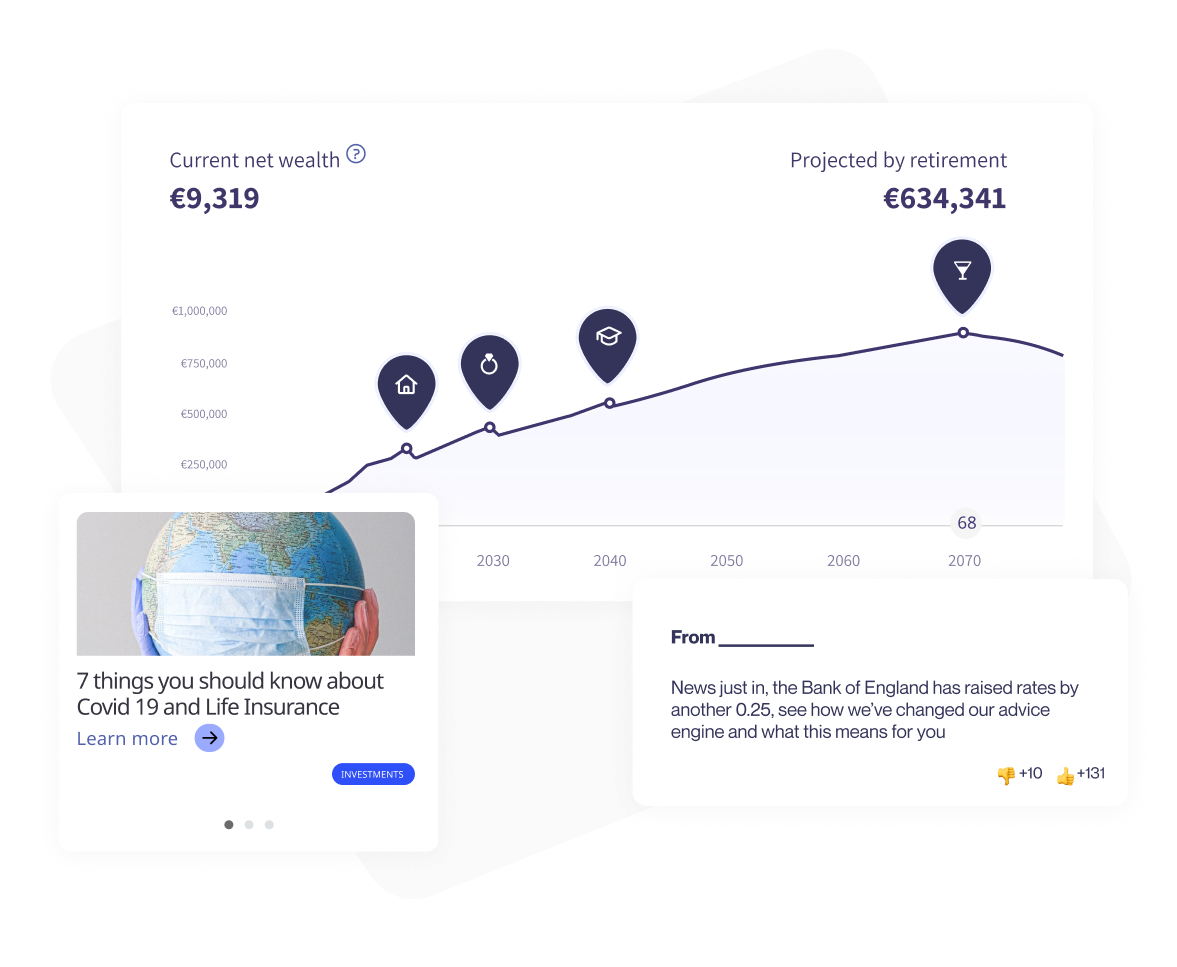 Current net wealth ?
€9,319
Projected by retirement
€634,341
€1,000,000
€750,000
€500,000
€250,000
68
2030 2040 2050 2060 2070
7 things you should know about
Covid 19 and Life Insurance
Learn more
INVESTMENTS
From __________
News just in, the Bank of England has raised rates by
another 0.25, see how we’ve changed our advice
engine and what this means for you
👎+10 👍+131